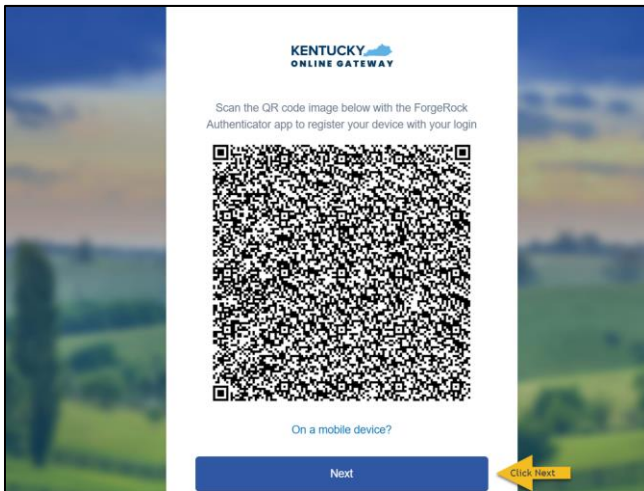 KENTUCKY
ONLINE GATEWAY
Scan the QR code image below with the ForgeRock
Authenticator app to register your device with your login
On a mobile device?
Next
Click Next